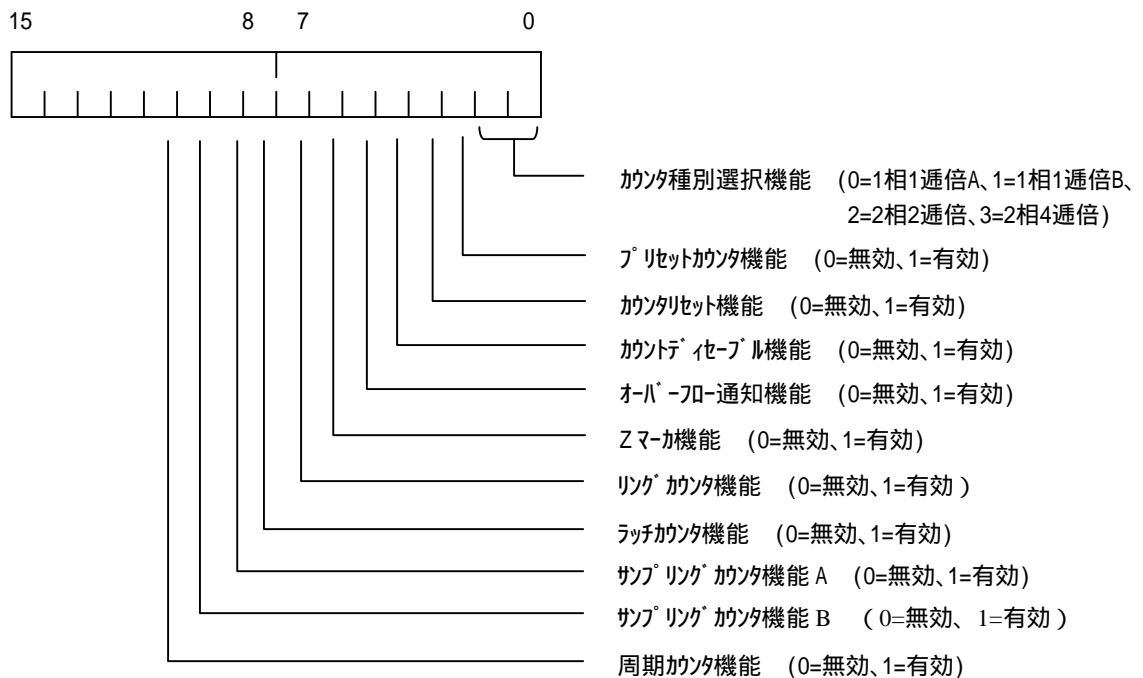 15 8 7 0
ｶｳﾝﾀ種別選択機能 (0=1相1逓倍A、1=1相1逓倍B、
2=2相2逓倍、3=2相4逓倍)
ﾌﾟﾘｾｯﾄｶｳﾝﾀ機能 (0=無効、1=有効)
ｶｳﾝﾀﾘｾｯﾄ機能 (0=無効、1=有効)
ｶｳﾝﾄﾃﾞｨｾｰﾌﾞﾙ機能 (0=無効、1=有効)
ｵｰﾊﾞｰﾌﾛｰ通知機能 (0=無効、1=有効)
Zﾏｰｶ機能 (0=無効、1=有効)
ﾘﾝｸﾞｶｳﾝﾀ機能 (0=無効、1=有効)
ﾗｯﾁｶｳﾝﾀ機能 (0=無効、1=有効)
ｻﾝﾌﾟﾘﾝｸﾞｶｳﾝﾀ機能 A (0=無効、1=有効)
ｻﾝﾌﾟﾘﾝｸﾞｶｳﾝﾀ機能 B (0=無効、1=有効)
周期ｶｳﾝﾀ機能 (0=無効、1=有効)